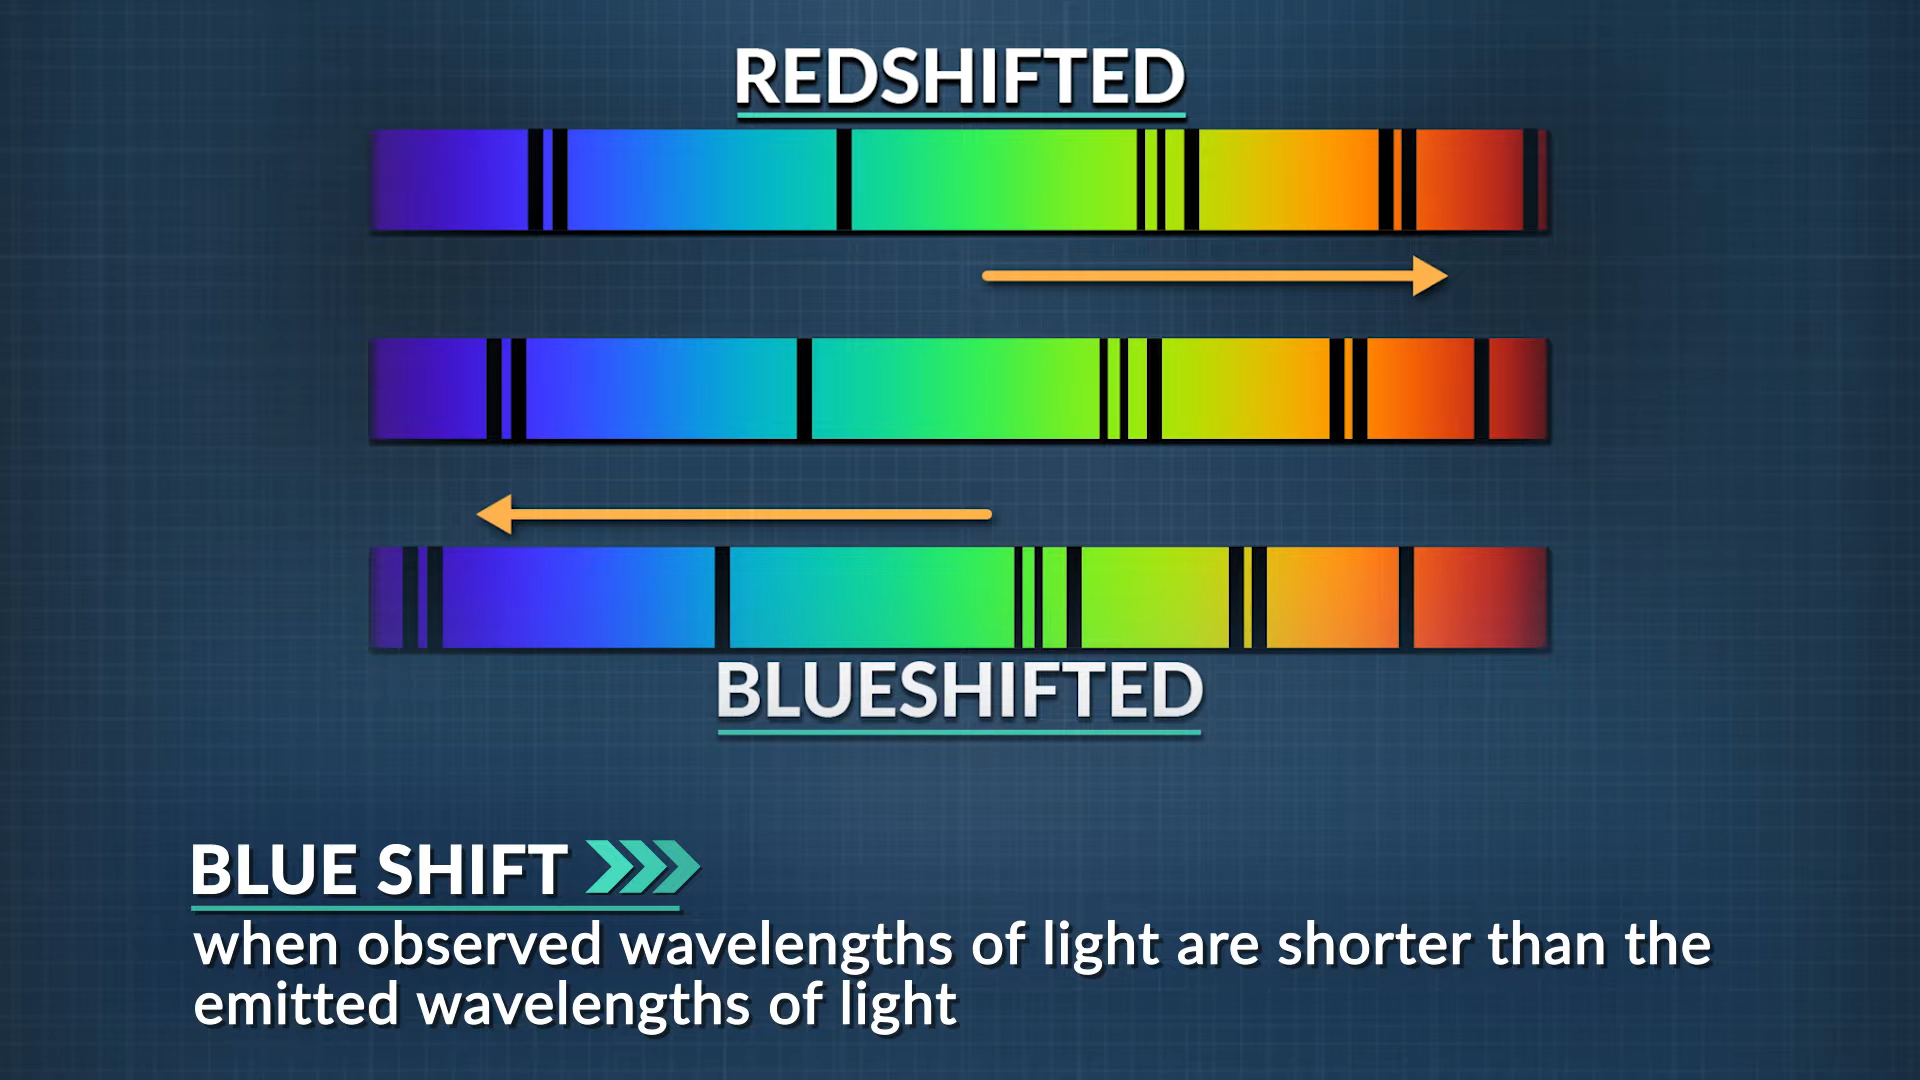 REDSHIFTED
BLUESHIFTED
BLUE SHIFT
when observed wavelengths of light are shorter than the
emitted wavelengths of light